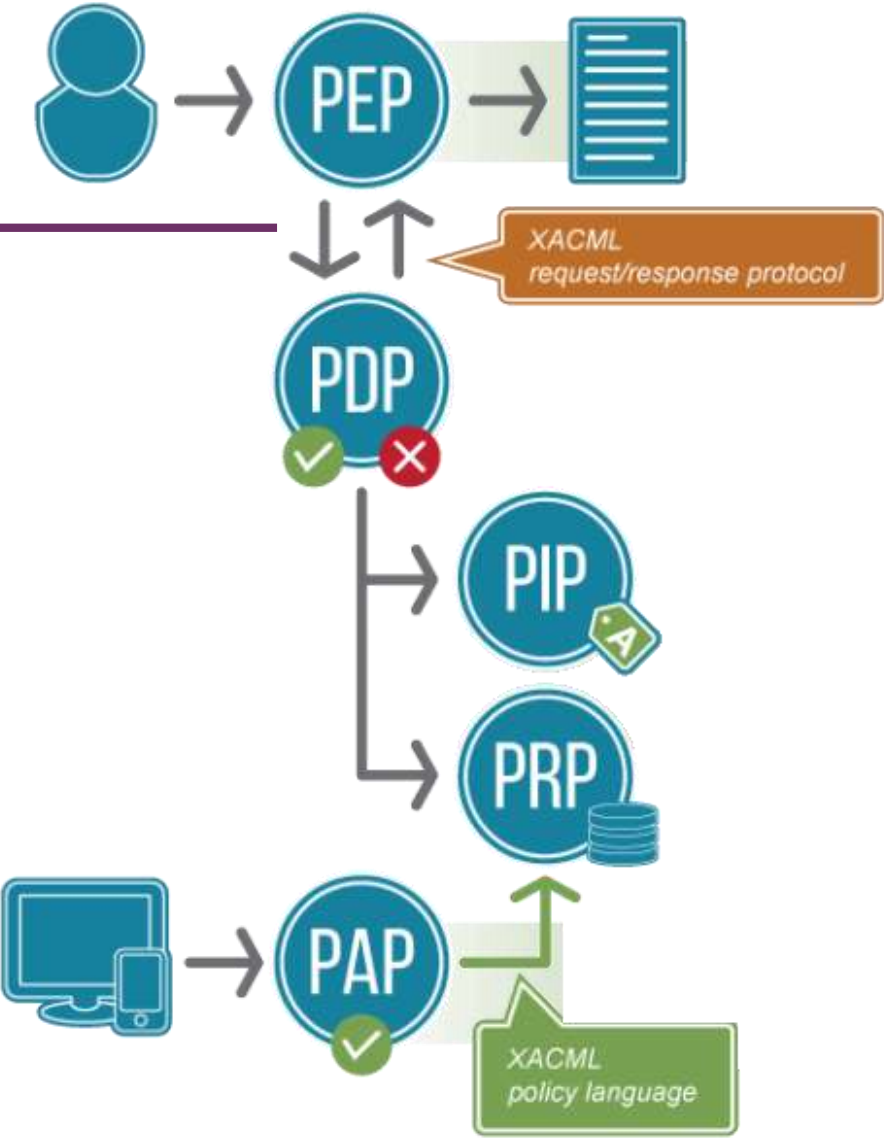 PEP
XACML
request/response protocol
PDP
PIP
A
PRP
PAP
XACML
policy language